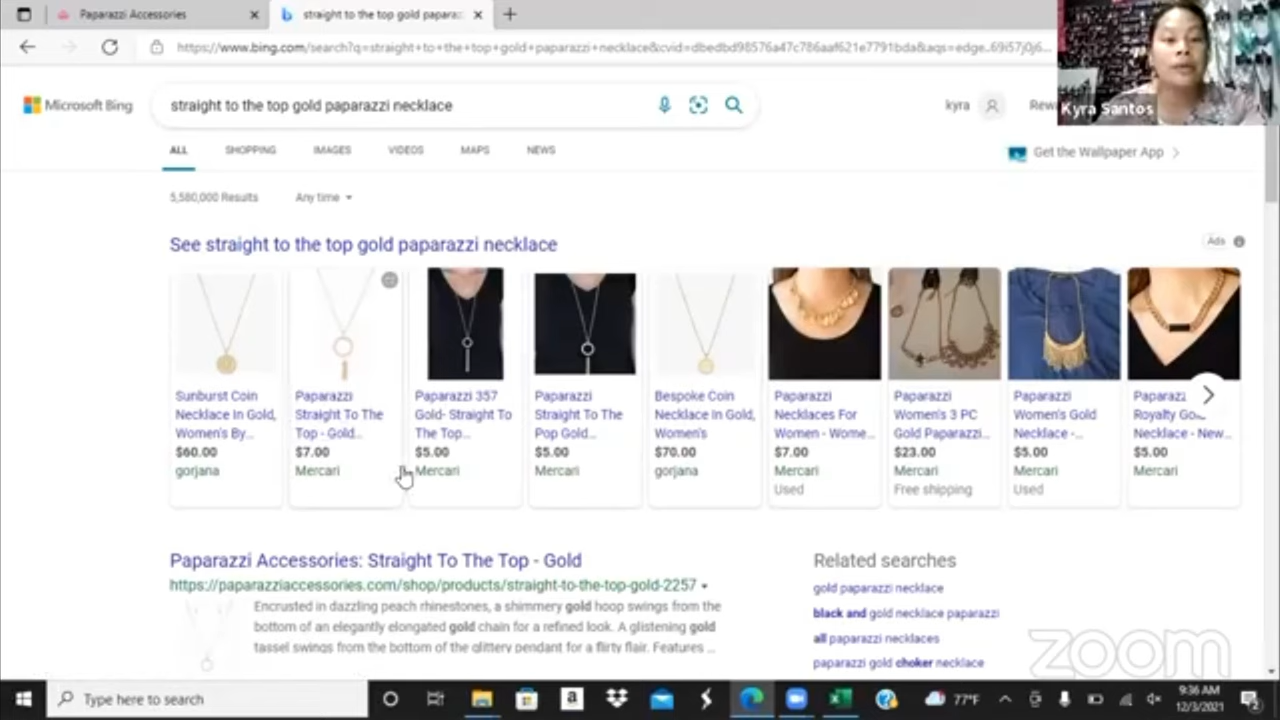 Paparazzi Accessories
straight to the top gold paparaz
https://www.bing.com/search?q=straight+to+the+top+gold+paparazzi+necklace&cvid=dbedbd98576a47c786aaf621e7791bda&aqs=edge..69i57j0j6...
Kyra Santos
Microsoft Bing
straight to the top gold paparazzi necklace
kyra
Rew
ALL
SHOPPING
IMAGES
VIDEOS
MAPS
NEWS
Get the Wallpaper App
5,580,000 Results
Any time
See straight to the top gold paparazzi necklace
Ads
Sunburst Coin
Necklace In Gold,
Women's By...
$60.00
gorjana
Paparazzi
Straight To The
Top - Gold...
$7.00
Mercari
Paparazzi 357
Gold- Straight To
The Top...
$5.00
Mercari
Paparazzi
Straight To The
Pop Gold...
$5.00
Mercari
Bespoke Coin
Necklace In Gold,
Women's
$70.00
gorjana
Paparazzi
Necklaces For
Women - Wome...
$7.00
Mercari
Used
Paparazzi
Women's 3 PC
Gold Paparazzi...
$23.00
Mercari
Free shipping
Paparazzi
Women's Gold
Necklace -...
$5.00
Mercari
Used
Royalty
Necklace - New...
$5.00
Mercari
Paparazzi Accessories: Straight To The Top - Gold
https://paparazziaccessories.com/shop/products/straight-to-the-top-gold-2257
Encrusted in dazzling peach rhinestones, a shimmery gold hoop swings from the
bottom of an elegantly elongated gold chain for a refined look. A glistening gold
tassel swings from the bottom of the glittery pendant for a flirty flair. Features ...
Related searches
gold paparazzi necklace
black and gold necklace paparazzi
all paparazzi necklaces
paparazzi gold choker necklace
zoom
Type here to search
77°F
9:36 AM
12/3/2021
2